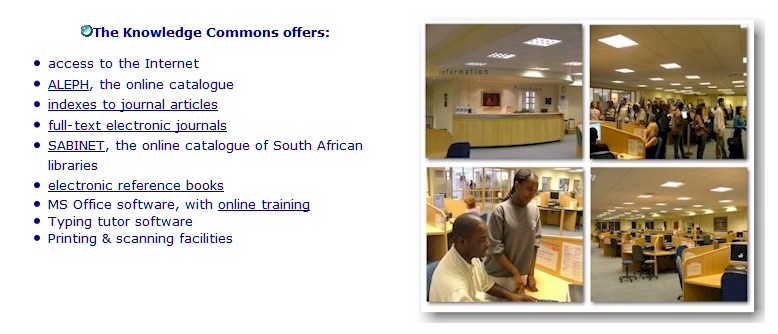 The Knowledge Commons offers:
access to the Internet
ALEPH, the online catalogue
indexes to journal articles
full-text electronic journals
SABINET, the online catalogue of South African
libraries
electronic reference books
MS Office software, with online training
Typing tutor software
Printing & scanning facilities
Information